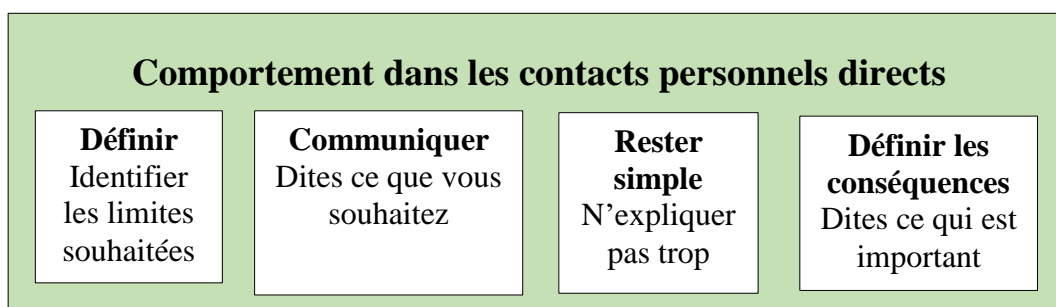 Comportement dans les contacts personnels directs
Définir
Identifier
les limites
souhaitées
Communiquer
Dites ce que vous
souhaitez
Rester
simple
N’expliquer
pas trop
Définir les
conséquences
Dites ce qui est
important